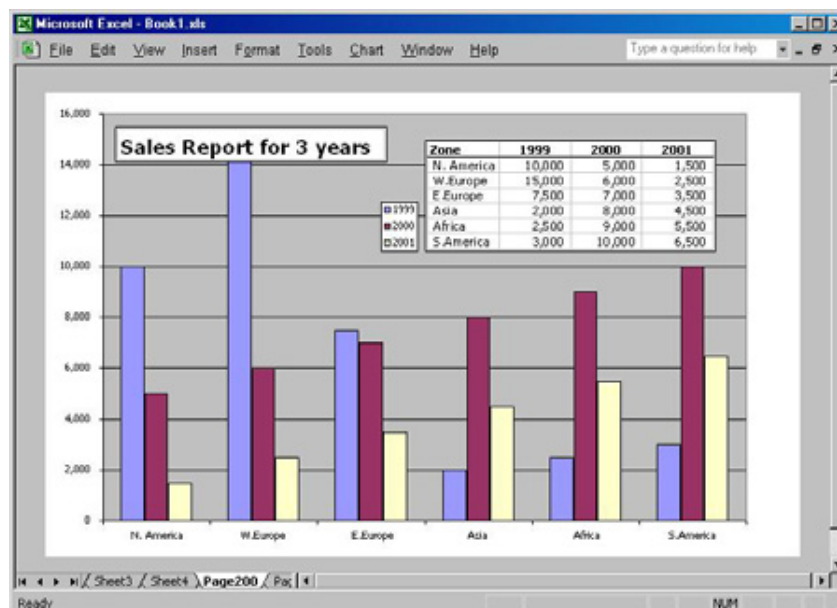 Microsoft Excel - Book1.xls
File Edit View Insert Format Tools Chart Window Help Type a question for help
16,000
Sales Report for 3 years
Zone 1999 2000 2001
N. America 10,000 5,000 1,500
W.Europe 15,000 6,000 2,500
E.Europe 7,500 7,000 3,500
Asia 2,000 8,000 4,500
Africa 2,500 9,000 5,500
S.America 3,000 10,000 6,500
1999
2000
2001
14,000
12,000
10,000
8,000
6,000
4,000
2,000
0
N. America W.Europe E.Europe Asia Africa S.America
Sheet3 Sheet4 Page200 Pag
Ready NUM